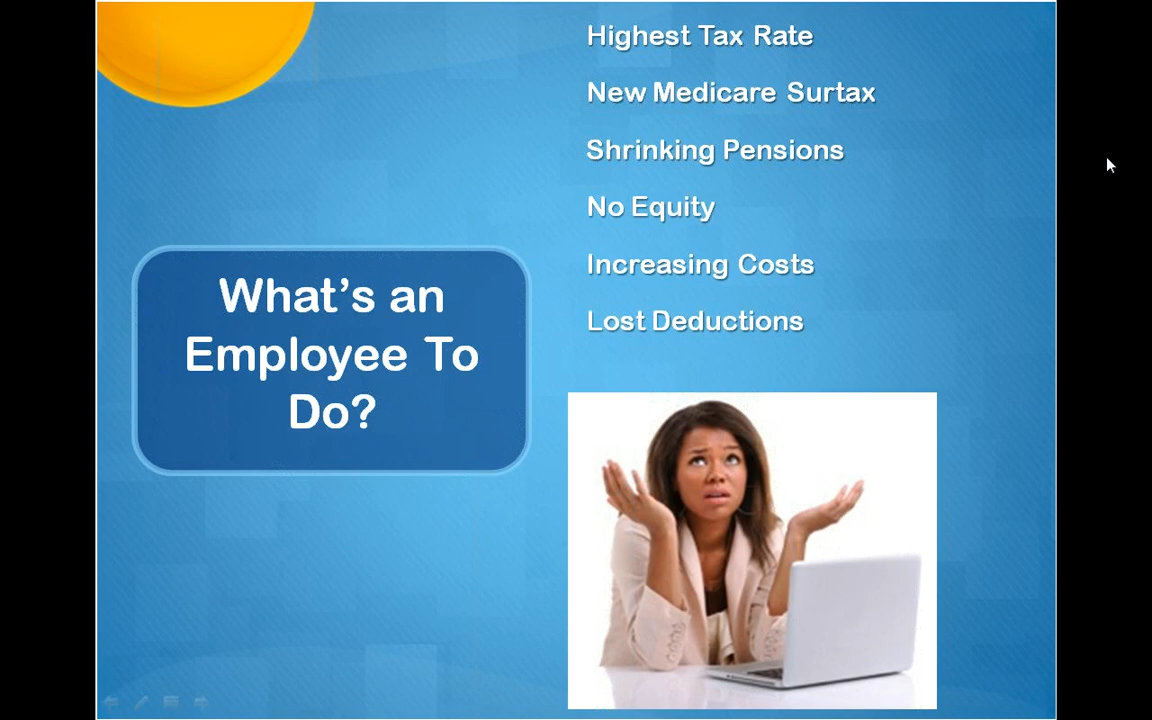 What's an
Employee To
Do?
Highest Tax Rate
New Medicare Surtax
Shrinking Pensions
No Equity
Increasing Costs
Lost Deductions